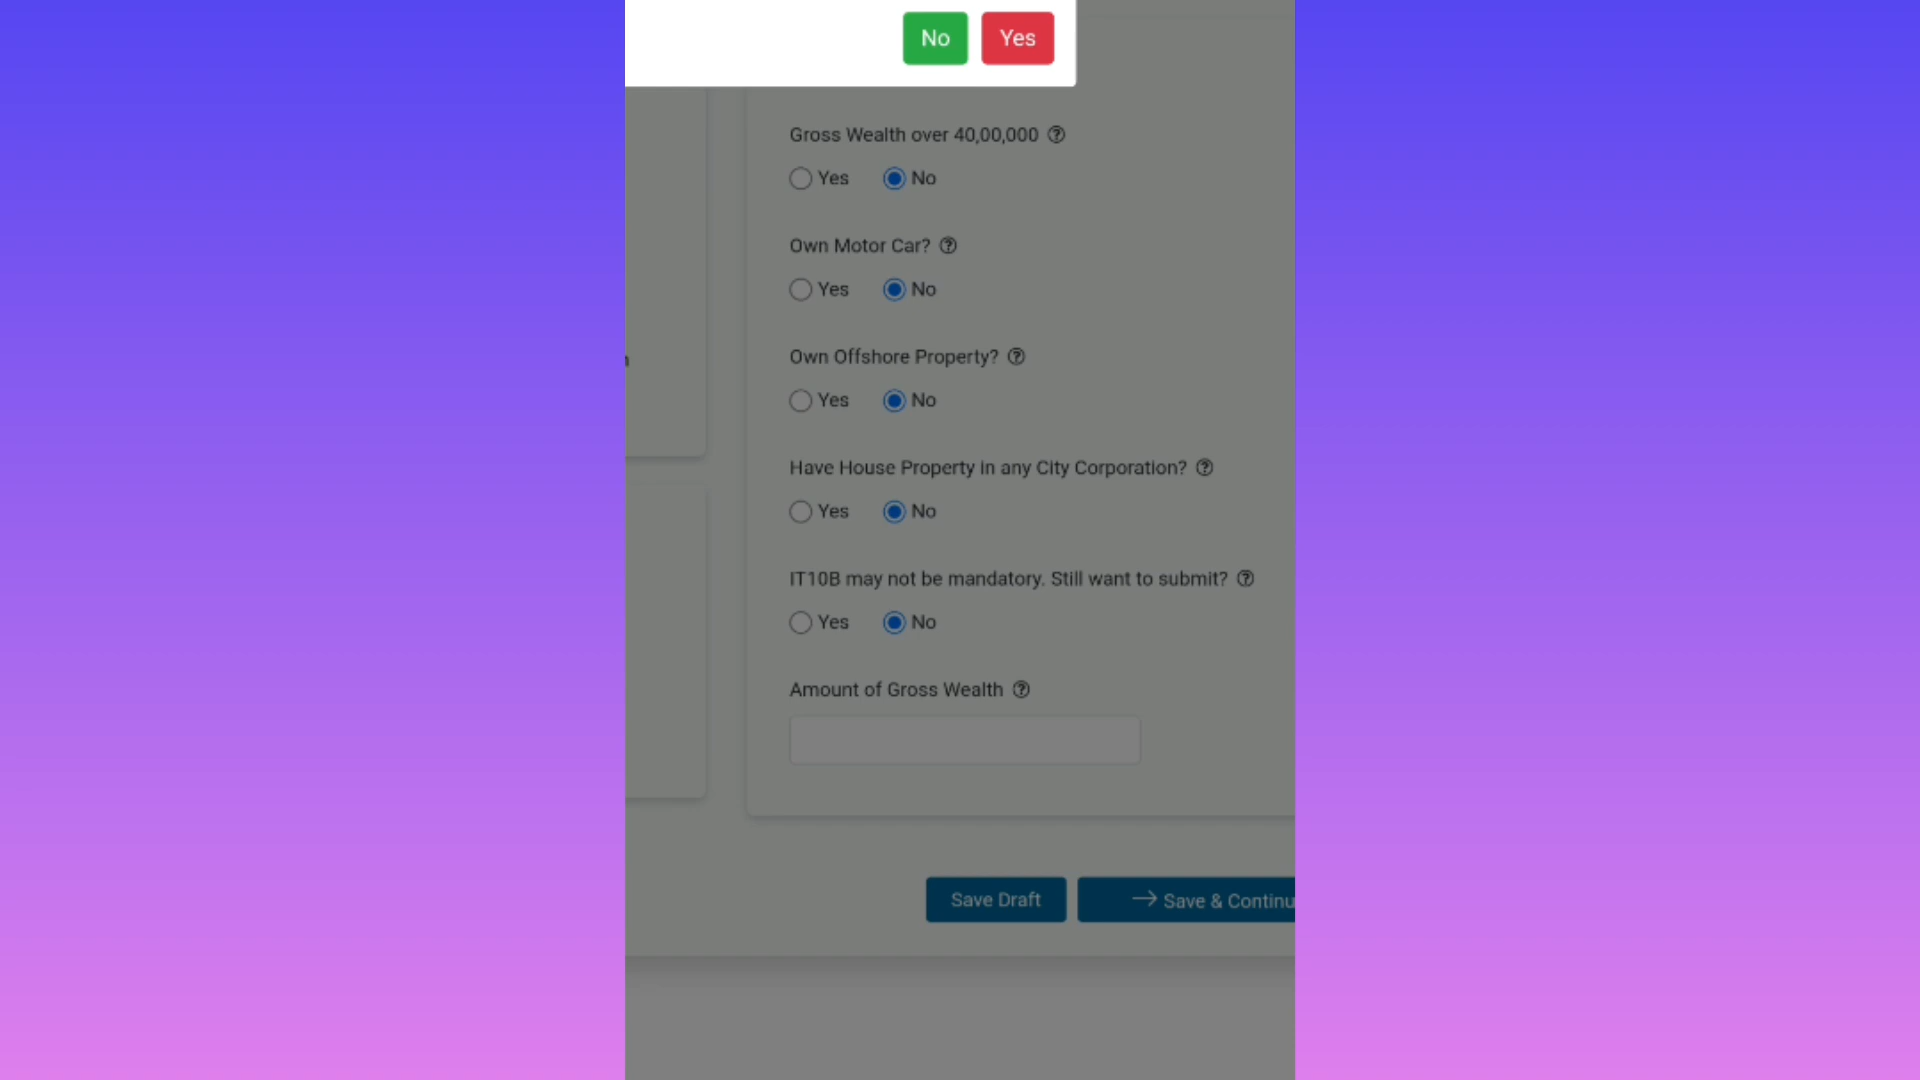 No Yes
Gross Wealth over 40,00,000
Yes No
Own Motor Car?
Yes No
Own Offshore Property?
Yes No
Have House Property in any City Corporation?
Yes No
IT10B may not be mandatory. Still want to submit?
Yes No
Amount of Gross Wealth
Save Draft → Save & Continu